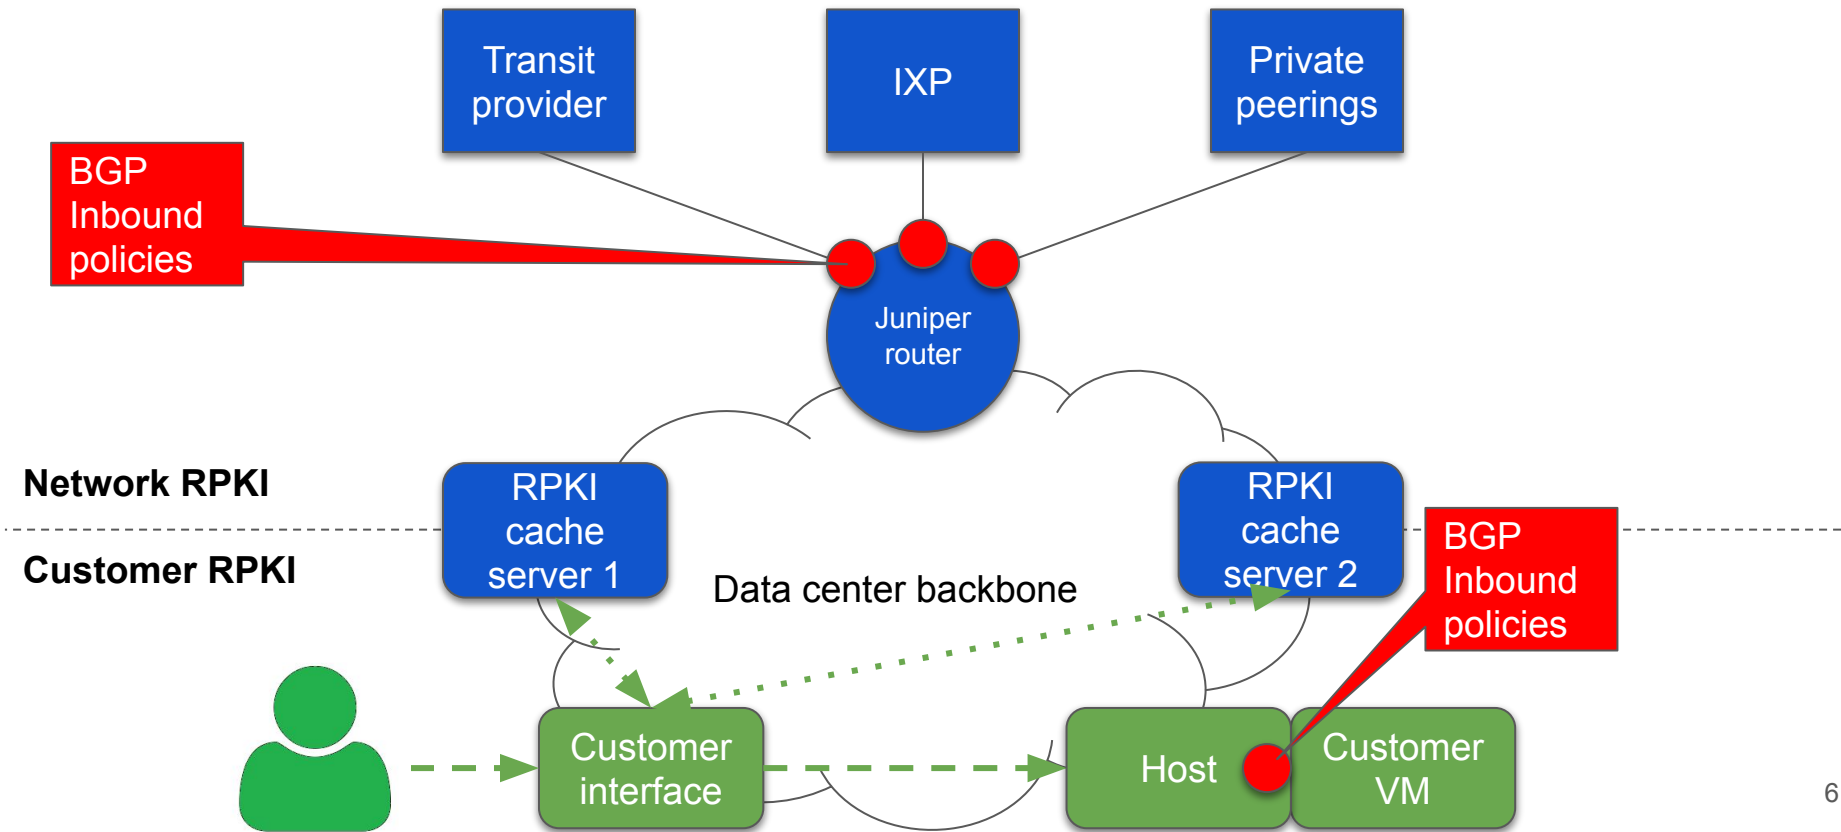 Transit
provider
IXP
Private
peerings
BGP
Inbound
policies
Juniper
router
Network RPKI
Customer RPKI
RPKI
cache
server 1
RPKI
cache
server 2
BGP
Inbound
policies
Data center backbone
Customer
interface
Host
Customer
VM
6